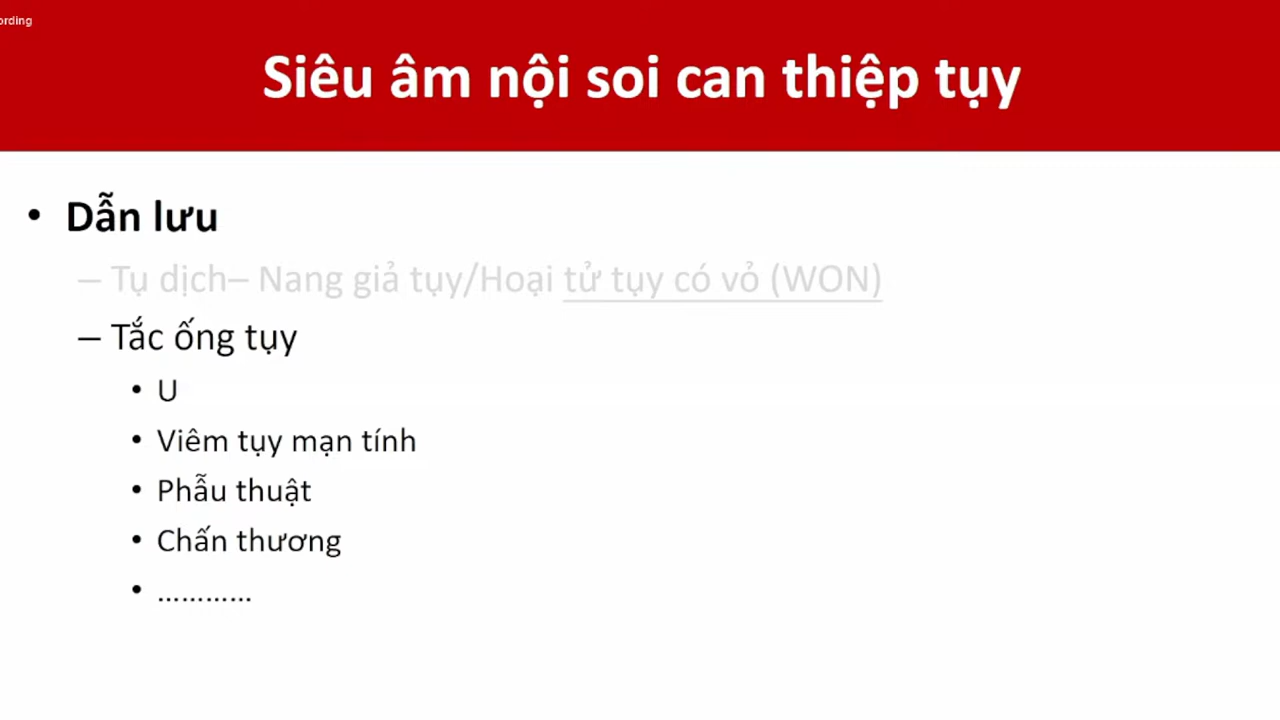 ording
Siêu âm nội soi can thiệp tụy
• Dẫn lưu
– Tụ dịch– Nang giả tụy/Hoại tử tụy có vỏ (WON)
– Tắc ống tụy
• U
• Viêm tụy mạn tính
• Phẫu thuật
• Chấn thương
• …………